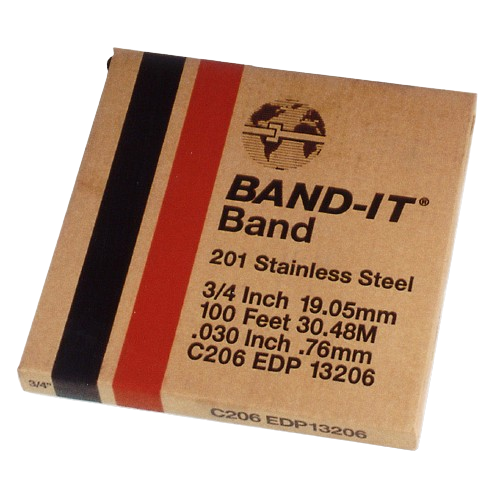 BAND-IT®
Band
201 Stainless Steel
3/4 Inch 19.05mm
100 Feet 30.48M
.030 Inch .76mm
C206 EDP 13206
3/4"
C206 EDP13206